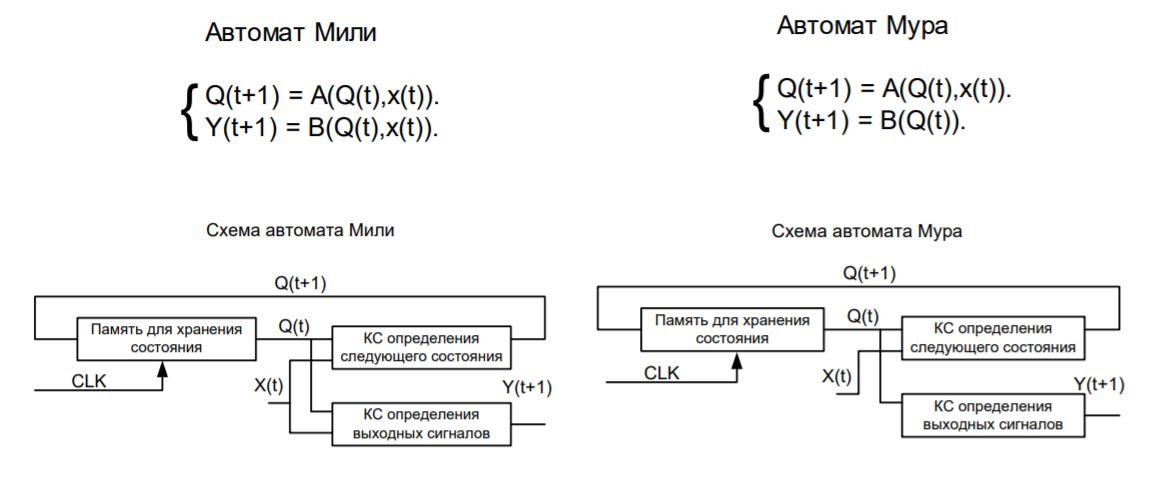 Автомат Мили
Q(t+1) = A(Q(t),x(t)).
Y(t+1) = B(Q(t),x(t)).
Схема автомата Мили
Q(t+1)
Память для хранения
состояния
Q(t)
КС определения
следующего состояния
CLK
X(t)
Y(t+1)
КС определения
выходных сигналов
Автомат Мура
Q(t+1) = A(Q(t),x(t)).
Y(t+1) = B(Q(t)).
Схема автомата Мура
Q(t+1)
Память для хранения
состояния
Q(t)
КС определения
следующего состояния
CLK
X(t)
Y(t+1)
КС определения
выходных сигналов